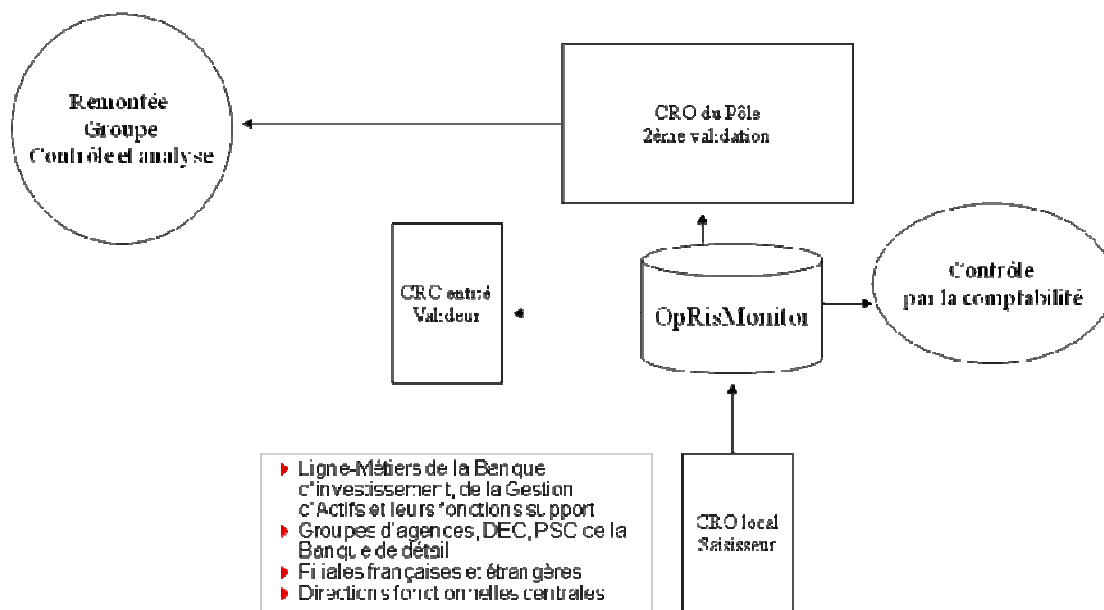 Remontée
Groupe
Contrôle et analyse
CRO du Pôle
2ème validation
CRO entité
Valideur
OpRisMonitor
Contrôle
par la comptabilité
Ligne-Métiers de la Banque
d'investissement, de la Gestion
d'Actifs et leurs fonctions support
Groupes d'agences, DEC, PSC de la
Banque de détail
Filiales françaises et étrangères
Directions fonctionnelles centrales
CRO local
Saisisseur